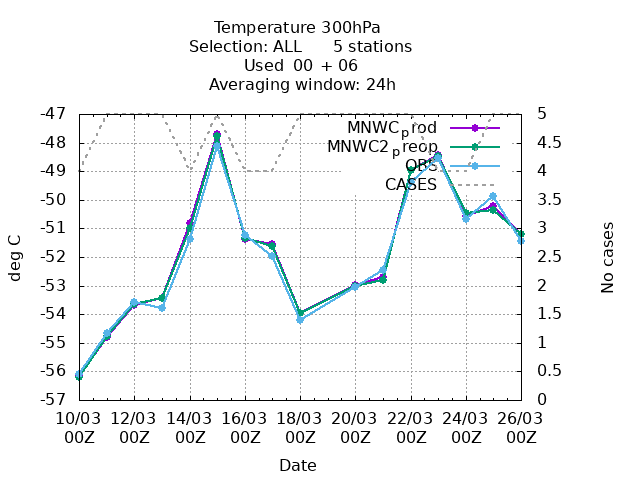 Temperature 300hPa
Selection: ALL 5 stations
Used 00 + 06
Averaging window: 24h
-47 5
MNWC_prod
-48 4.5
MNWC2_preop
-49 OBS 4
CASES
-50 3.5
-51 3
-52 2.5
-53 2
-54 1.5
-55 1
-56 0.5
-57 0
deg C
No cases
10/03 12/03 14/03 16/03 18/03 20/03 22/03 24/03 26/03
00Z 00Z 00Z 00Z 00Z 00Z 00Z 00Z 00Z
Date